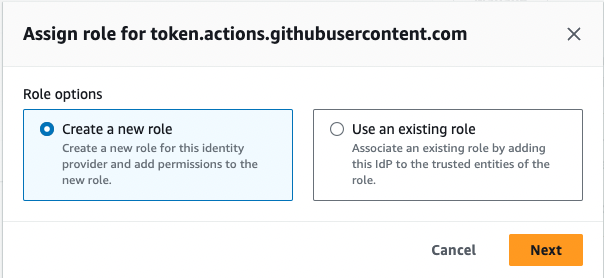 Assign role for token.actions.githubusercontent.com
Role options
Create a new role
Create a new role for this identity
provider and add permissions to the
new role.
Use an existing role
Associate an existing role by adding
this IdP to the trusted entities of the
role.
Cancel
Next